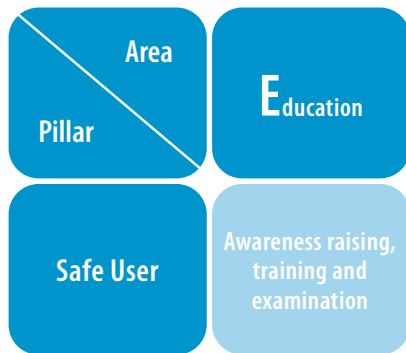 Area
Pillar
Education
Safe User
Awareness raising,
training and
examination